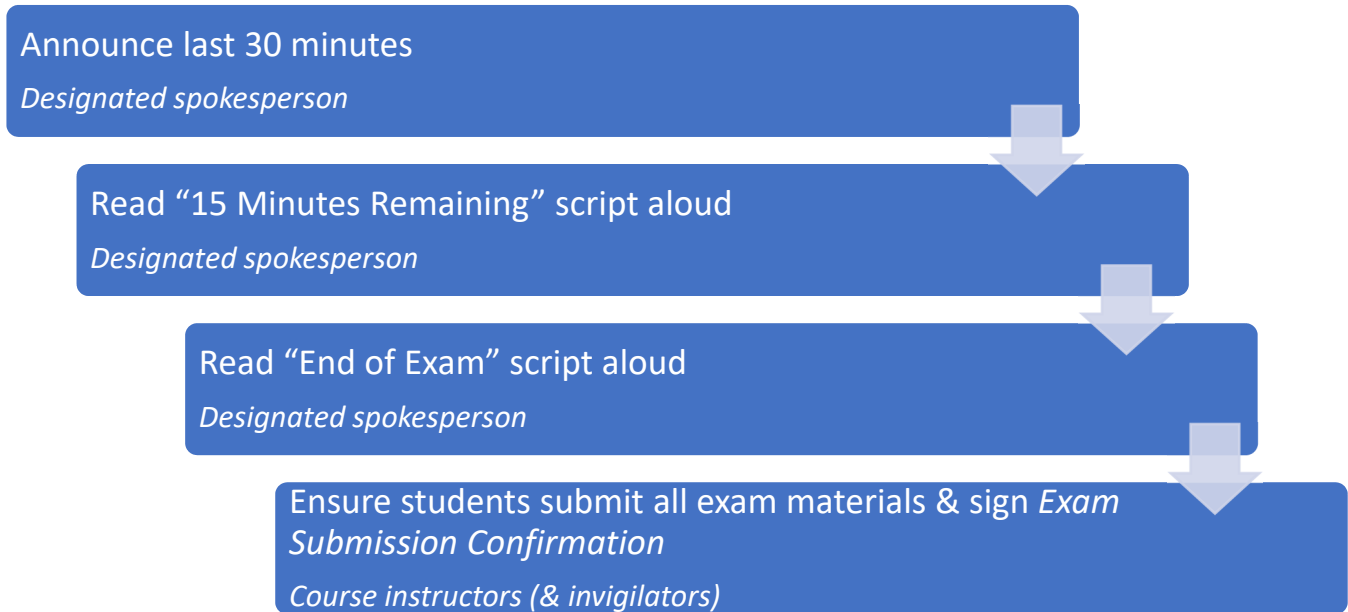 Announce last 30 minutes
Designated spokesperson
Read “15 Minutes Remaining” script aloud
Designated spokesperson
Read “End of Exam” script aloud
Designated spokesperson
Ensure students submit all exam materials & sign Exam
Submission Confirmation
Course instructors (& invigilators)